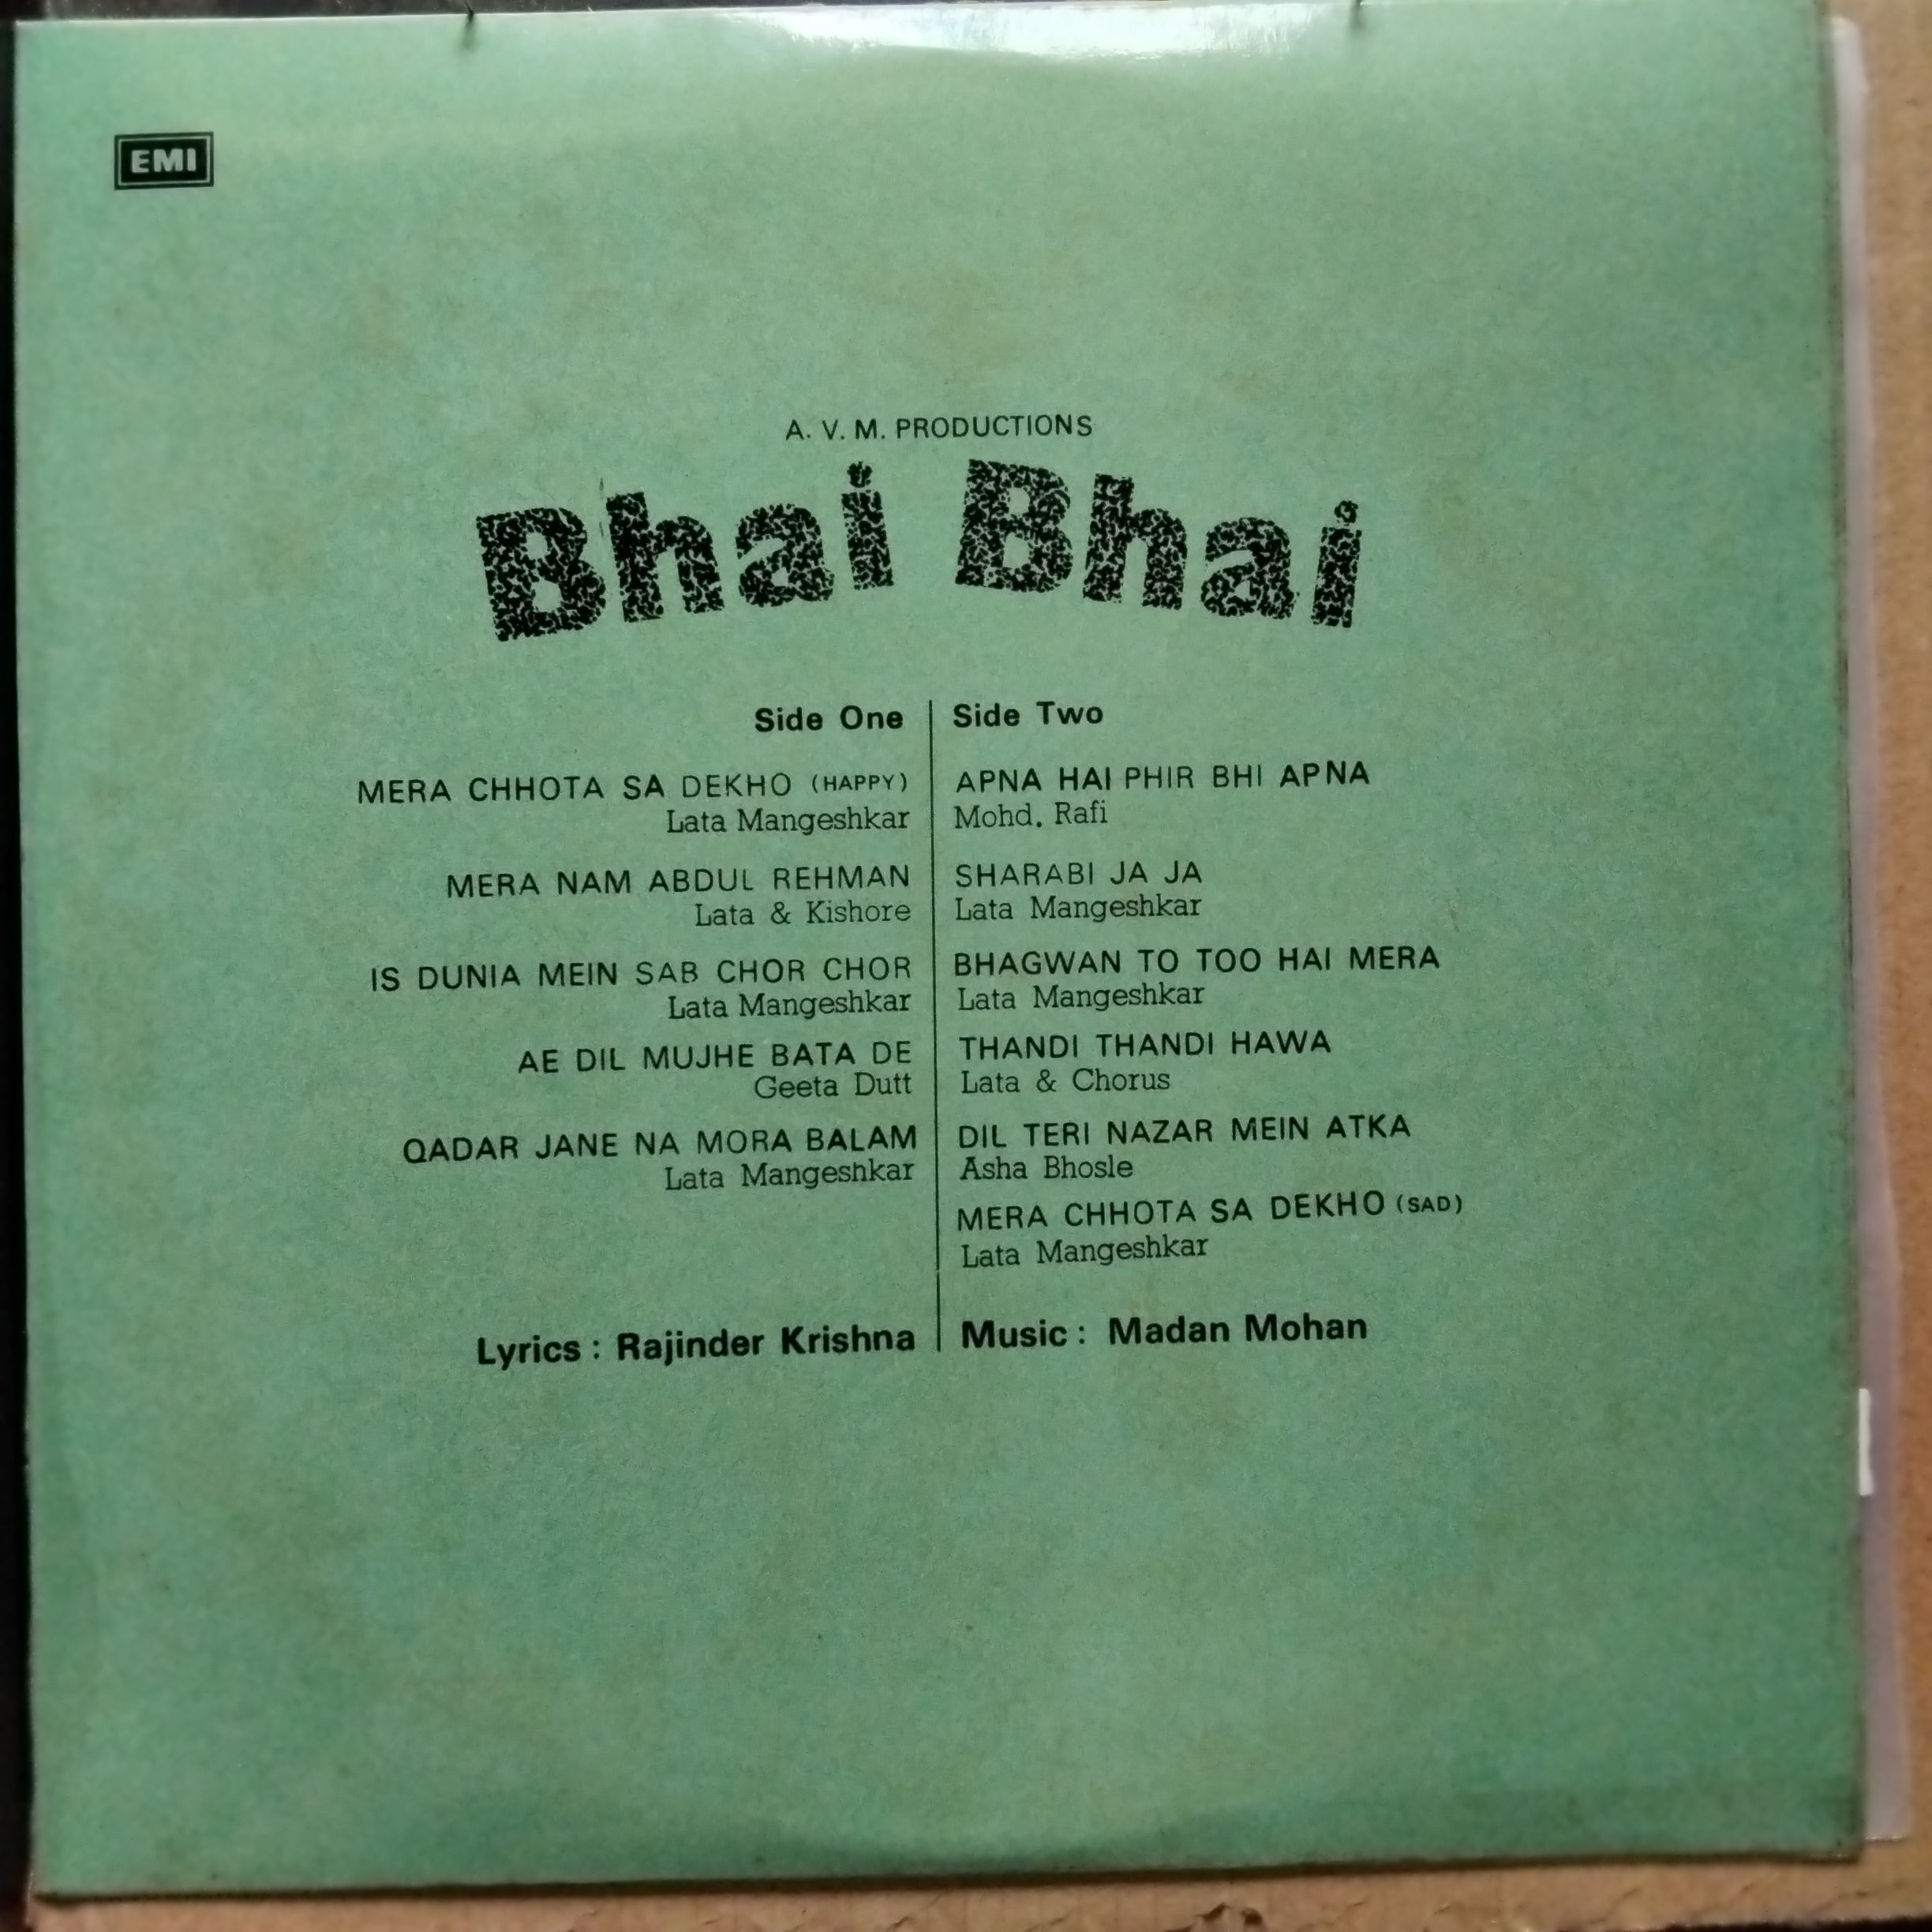 EMI
A. V. M. PRODUCTIONS
Bhai Bhai
Side One
MERA CHHOTA SA DEKHO (HAPPY)
Lata Mangeshkar
MERA NAM ABDUL REHMAN
Lata & Kishore
IS DUNIA MEIN SAB CHOR CHOR
Lata Mangeshkar
AE DIL MUJHE BATA DE
Geeta Dutt
QADAR JANE NA MORA BALAM
Lata Mangeshkar
Side Two
APNA HAI PHIR BHI APNA
Mohd. Rafi
SHARABI JA JA
Lata Mangeshkar
BHAGWAN TO TOO HAI MERA
Lata Mangeshkar
THANDI THANDI HAWA
Lata & Chorus
DIL TERI NAZAR MEIN ATKA
Asha Bhosle
MERA CHHOTA SA DEKHO (SAD)
Lata Mangeshkar
Lyrics : Rajinder Krishna
Music : Madan Mohan